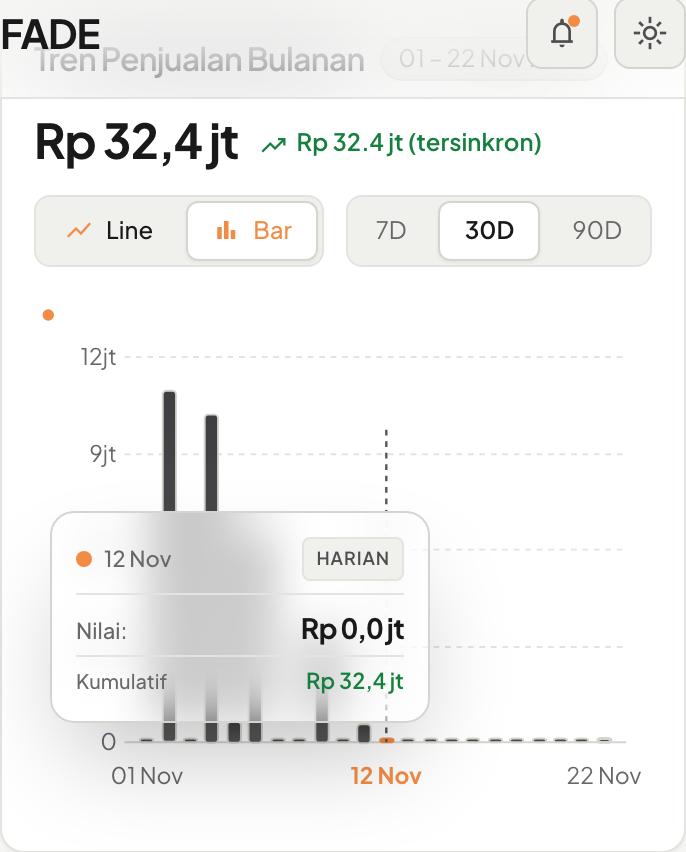 FADE
Tren Penjualan Bulanan 01 – 22 Nov
Rp 32,4 jt Rp 32.4 jt (tersinkron)
Line Bar 7D 30D 90D
12jt
9jt
12 Nov HARIAN
Nilai: Rp 0,0 jt
Kumulatif Rp 32,4 jt
0
01 Nov 12 Nov 22 Nov